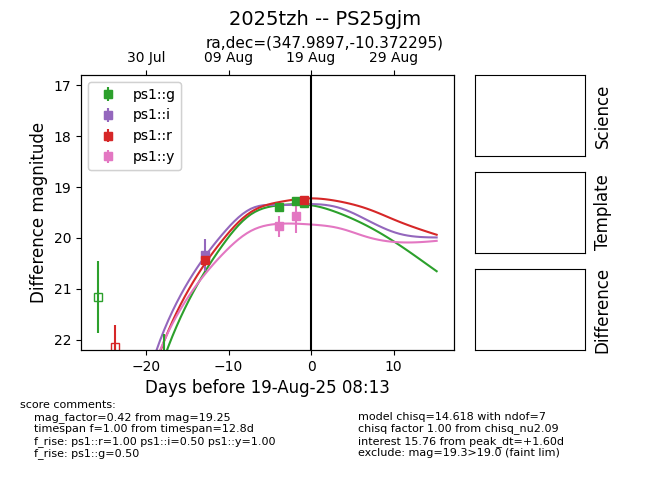 2025tzh -- PS25gjm
ra,dec=(347.9897,-10.372295)
30 Jul 09 Aug 19 Aug 29 Aug
ps1::g
ps1::i
ps1::r
ps1::y
17
18
19
20
21
22
Difference magnitude
−20 −10 0 10
Days before 19-Aug-25 08:13
Science
Template
Difference
score comments:
mag_factor=0.42 from mag=19.25
timespan f=1.00 from timespan=12.8d
f_rise: ps1::r=1.00 ps1::i=0.50 ps1::y=1.00
f_rise: ps1::g=0.50
model chisq=14.618 with ndof=7
chisq factor 1.00 from chisq_nu2.09
interest 15.76 from peak_dt=+1.60d
exclude: mag=19.3>19.0 (faint lim)